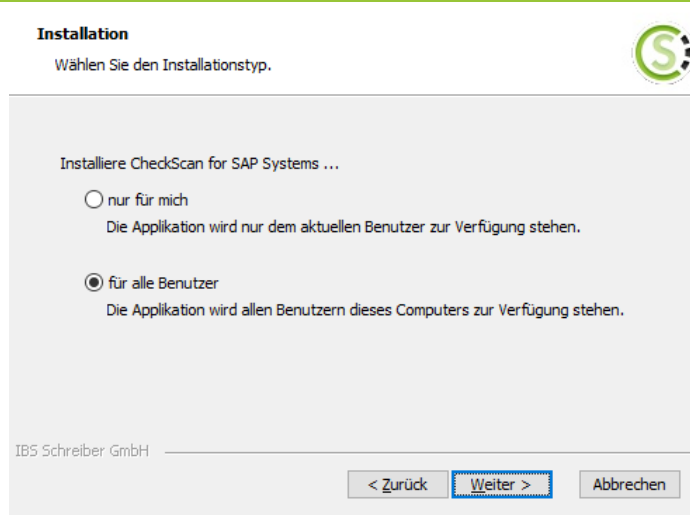 Installation
Wählen Sie den Installationstyp.
S
Installiere CheckScan for SAP Systems ...
nur für mich
Die Applikation wird nur dem aktuellen Benutzer zur Verfügung stehen.
für alle Benutzer
Die Applikation wird allen Benutzern dieses Computers zur Verfügung stehen.
IBS Schreiber GmbH
< Zurück Weiter > Abbrechen